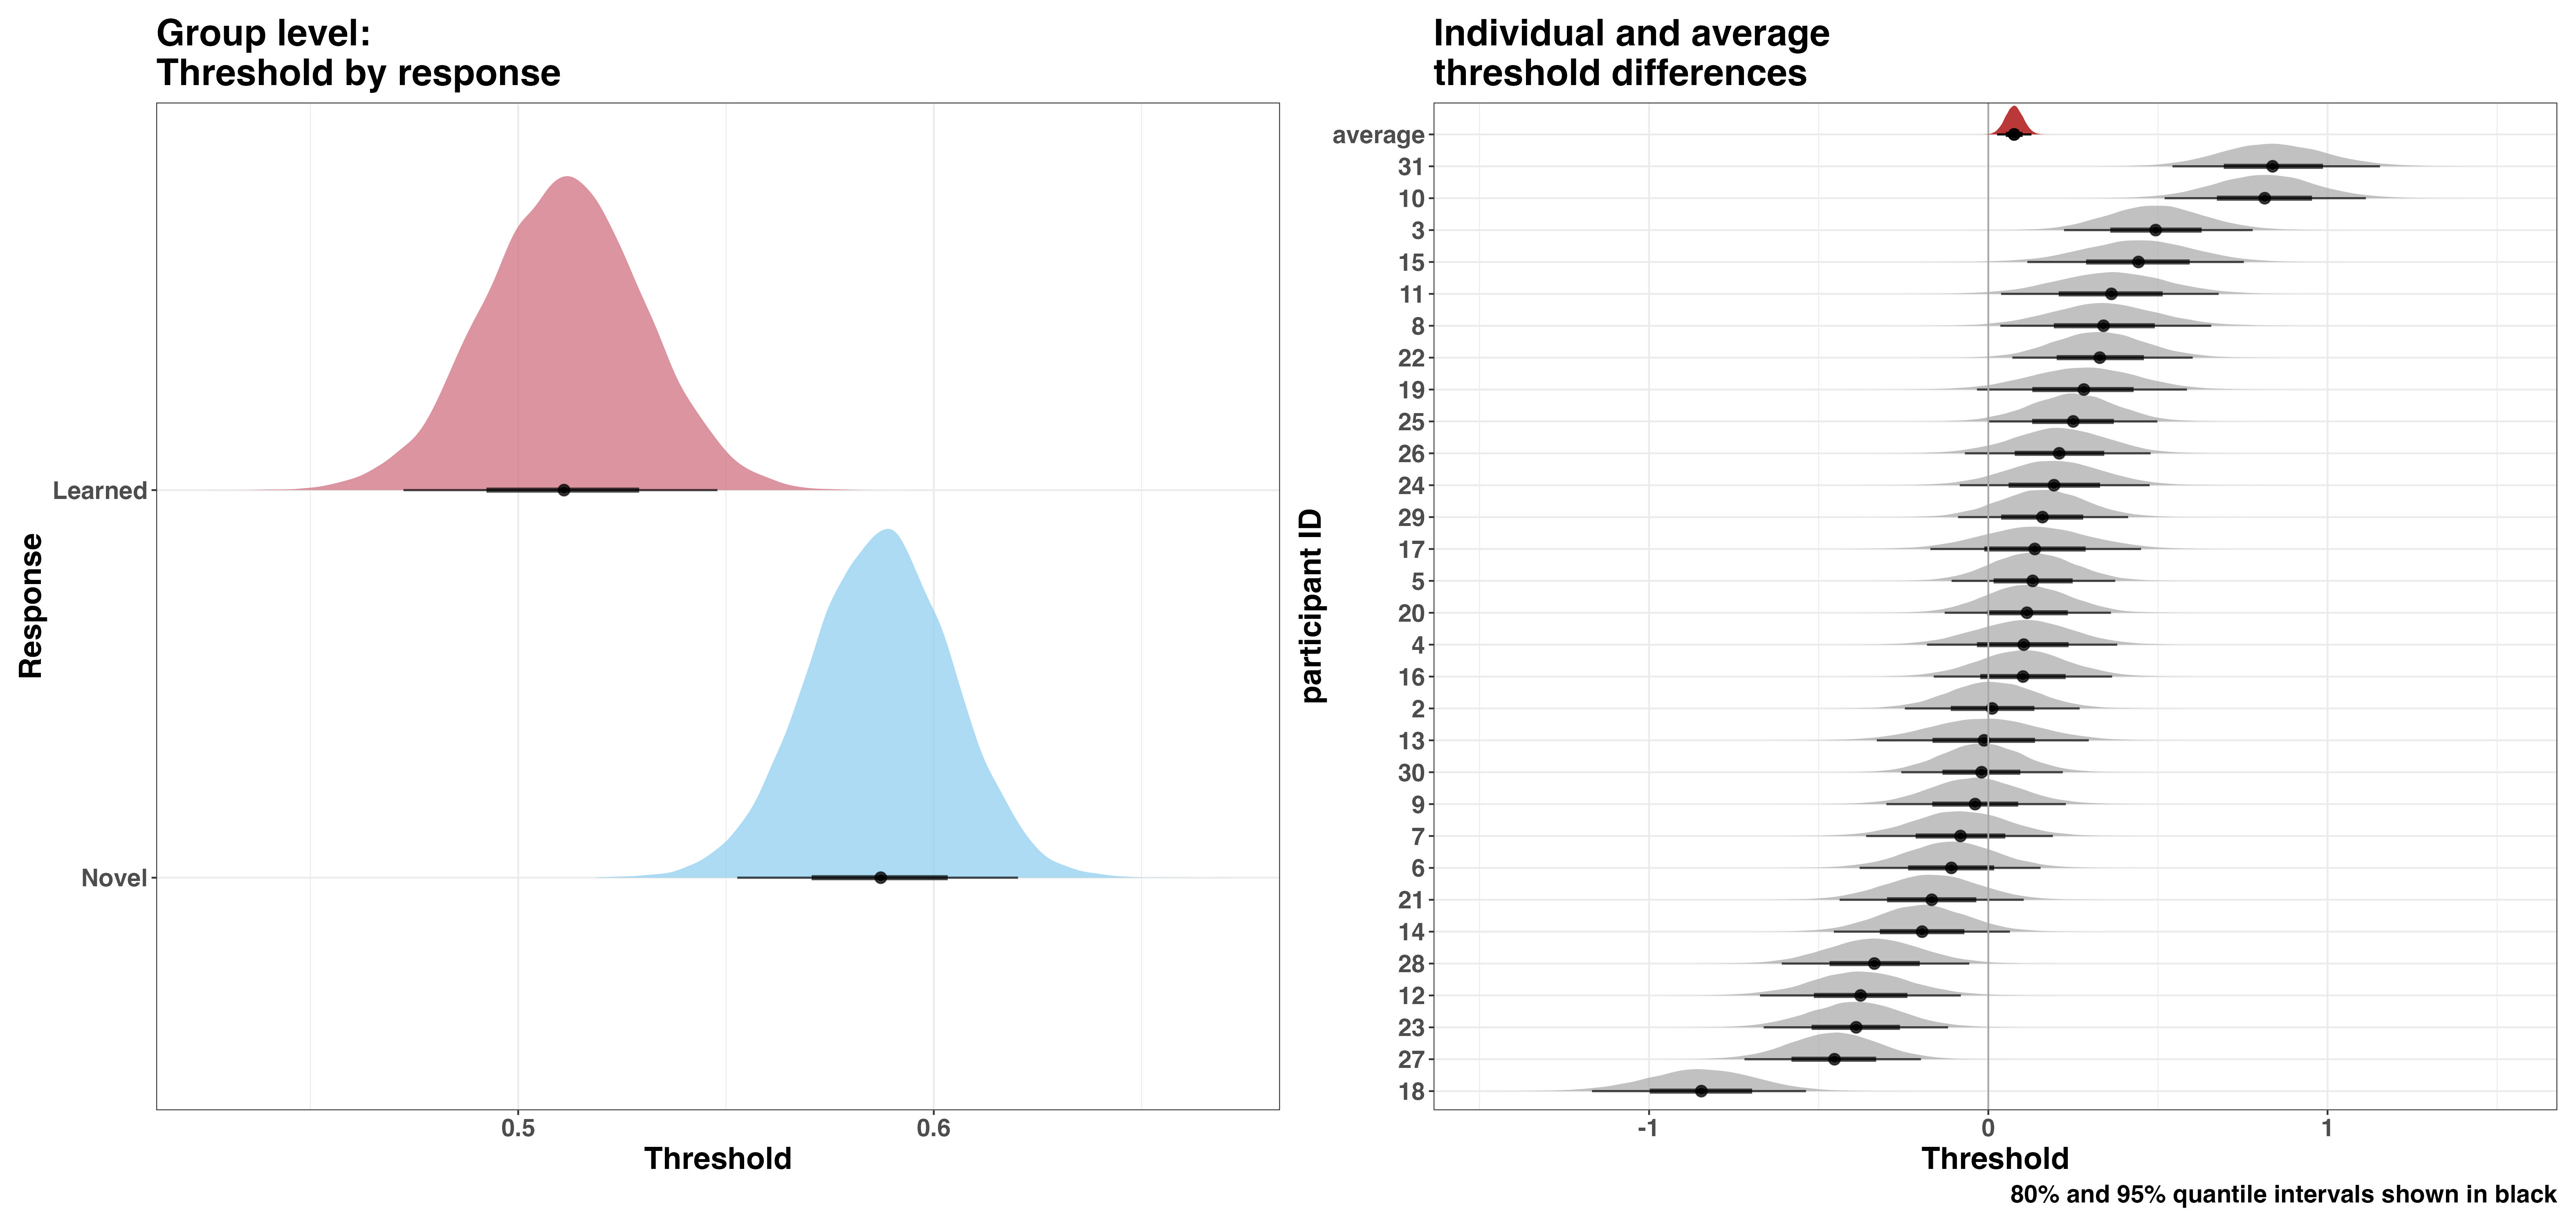 Group level:
Threshold by response
Response
Learned
Novel
0.5
0.6
Threshold
Individual and average
threshold differences
participant ID
average
31
10
3
15
11
8
22
19
25
26
24
29
17
5
20
4
16
2
13
30
9
7
6
21
14
28
12
23
27
18
-1
0
1
Threshold
80% and 95% quantile intervals shown in black